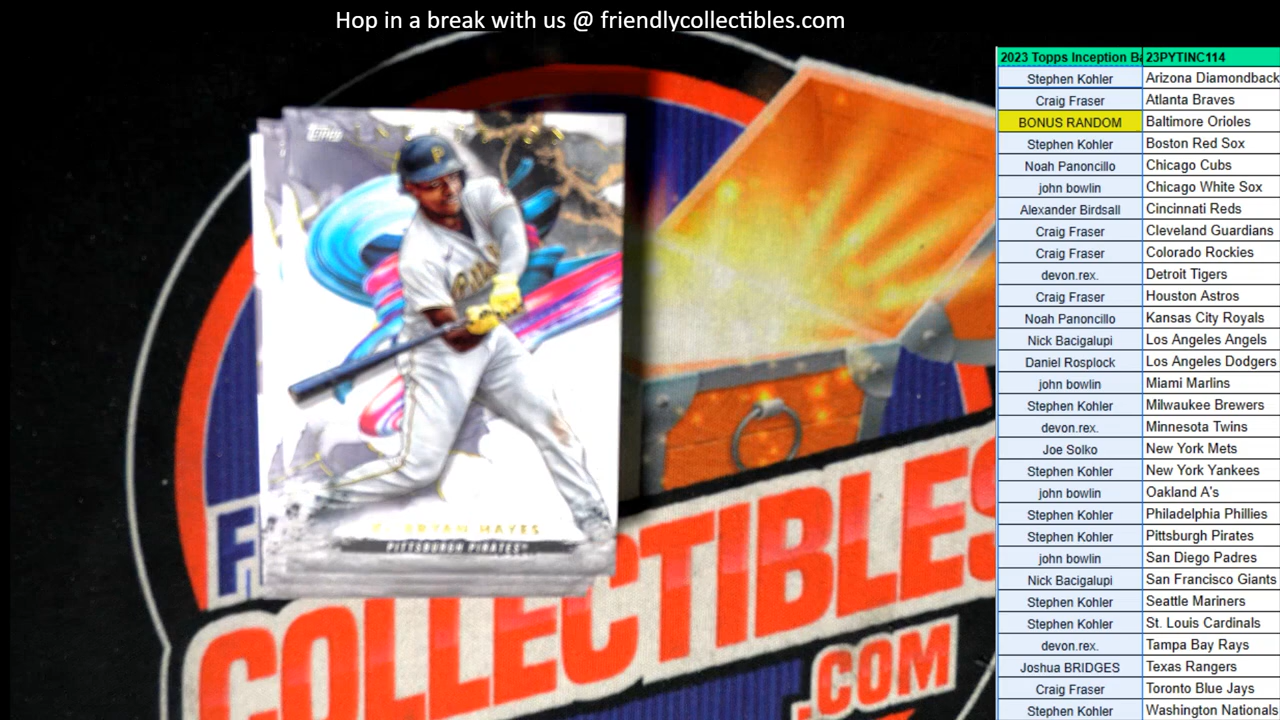 Hop in a break with us @ friendlycollectibles.com
2023 Topps Inception Ba 23PYTINC114
Stephen Kohler Arizona Diamondback
Craig Fraser Atlanta Braves
BONUS RANDOM Baltimore Orioles
Stephen Kohler Boston Red Sox
Noah Panoncillo Chicago Cubs
john bowlin Chicago White Sox
Alexander Birdsall Cincinnati Reds
Craig Fraser Cleveland Guardians
Craig Fraser Colorado Rockies
devon.rex. Detroit Tigers
Craig Fraser Houston Astros
Noah Panoncillo Kansas City Royals
Nick Bacigalupi Los Angeles Angels
Daniel Rosplock Los Angeles Dodgers
john bowlin Miami Marlins
Stephen Kohler Milwaukee Brewers
devon.rex. Minnesota Twins
Joe Solko New York Mets
Stephen Kohler New York Yankees
john bowlin Oakland A's
Stephen Kohler Philadelphia Phillies
Stephen Kohler Pittsburgh Pirates
john bowlin San Diego Padres
Nick Bacigalupi San Francisco Giants
Stephen Kohler Seattle Mariners
Stephen Kohler St. Louis Cardinals
devon.rex. Tampa Bay Rays
Joshua BRIDGES Texas Rangers
Craig Fraser Toronto Blue Jays
Stephen Kohler Washington Nationals
BRYAN HAYES
PITTSBURGH PIRATES
F
COLLECTIBLES
.COM